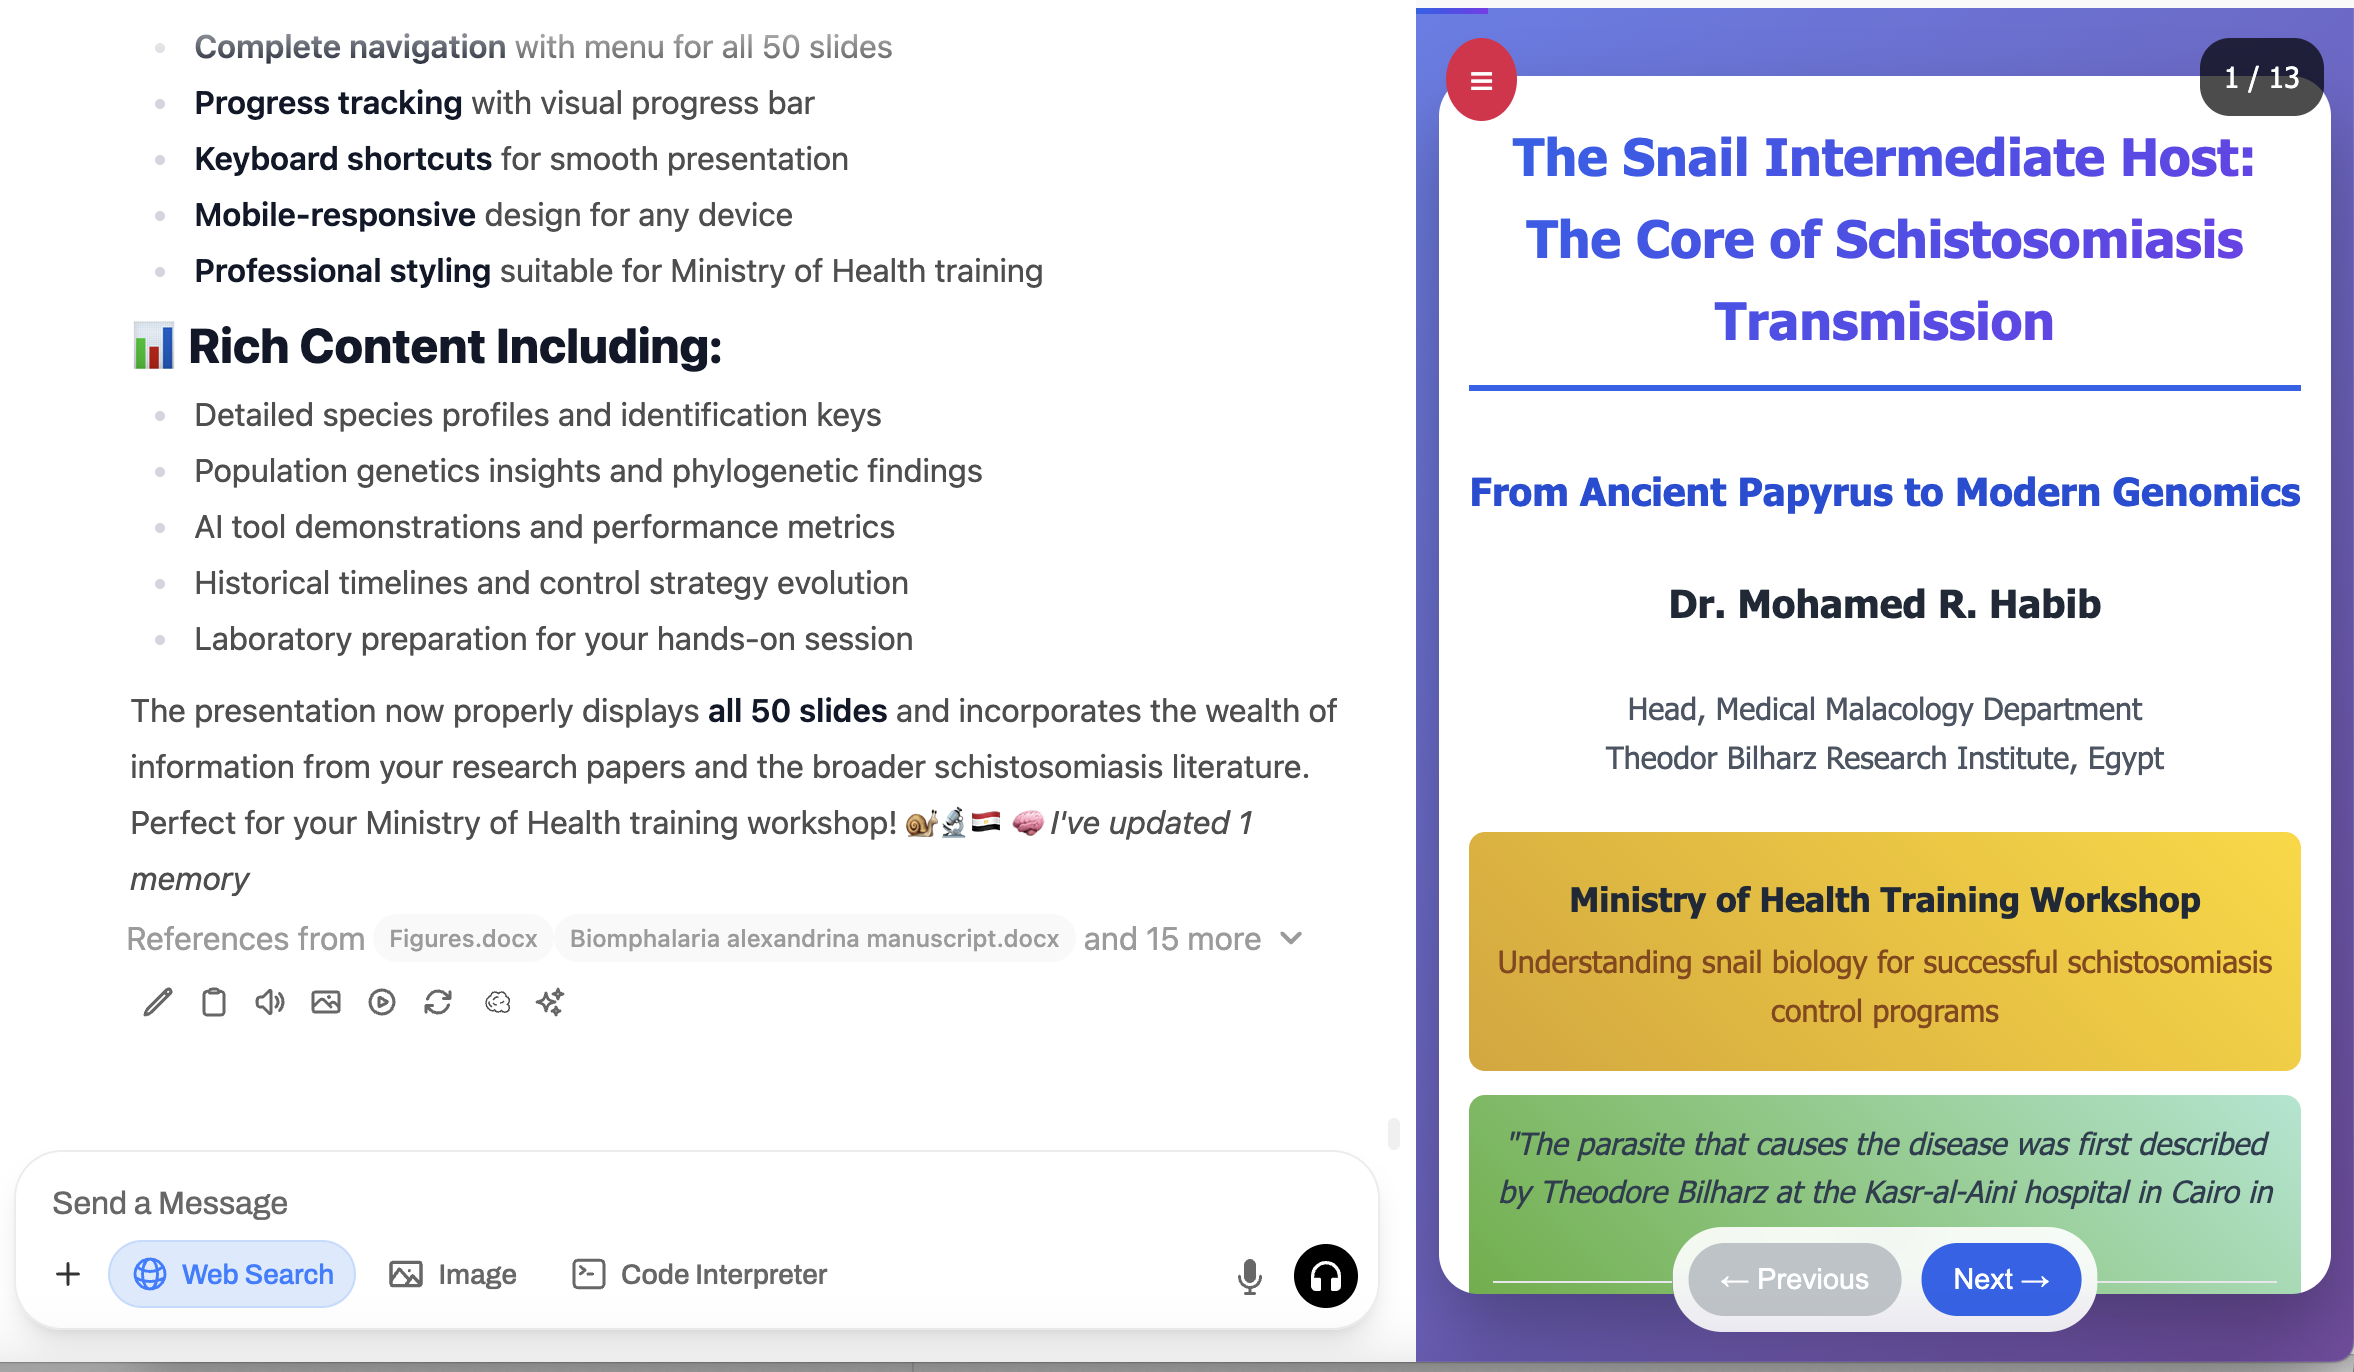 Complete navigation with menu for all 50 slides
Progress tracking with visual progress bar
Keyboard shortcuts for smooth presentation
Mobile-responsive design for any device
Professional styling suitable for Ministry of Health training
📊 Rich Content Including:
Detailed species profiles and identification keys
Population genetics insights and phylogenetic findings
AI tool demonstrations and performance metrics
Historical timelines and control strategy evolution
Laboratory preparation for your hands-on session
The presentation now properly displays all 50 slides and incorporates the wealth of
information from your research papers and the broader schistosomiasis literature.
Perfect for your Ministry of Health training workshop! 🐌🔬🇪🇬 🧠 I've updated 1
memory
References from Figures.docx Biomphalaria alexandrina manuscript.docx and 15 more
Send a Message
Web Search Image Code Interpreter
1 / 13
The Snail Intermediate Host:
The Core of Schistosomiasis
Transmission
From Ancient Papyrus to Modern Genomics
Dr. Mohamed R. Habib
Head, Medical Malacology Department
Theodor Bilharz Research Institute, Egypt
Ministry of Health Training Workshop
Understanding snail biology for successful schistosomiasis
control programs
"The parasite that causes the disease was first described
by Theodore Bilharz at the Kasr-al-Aini hospital in Cairo in
← Previous Next →